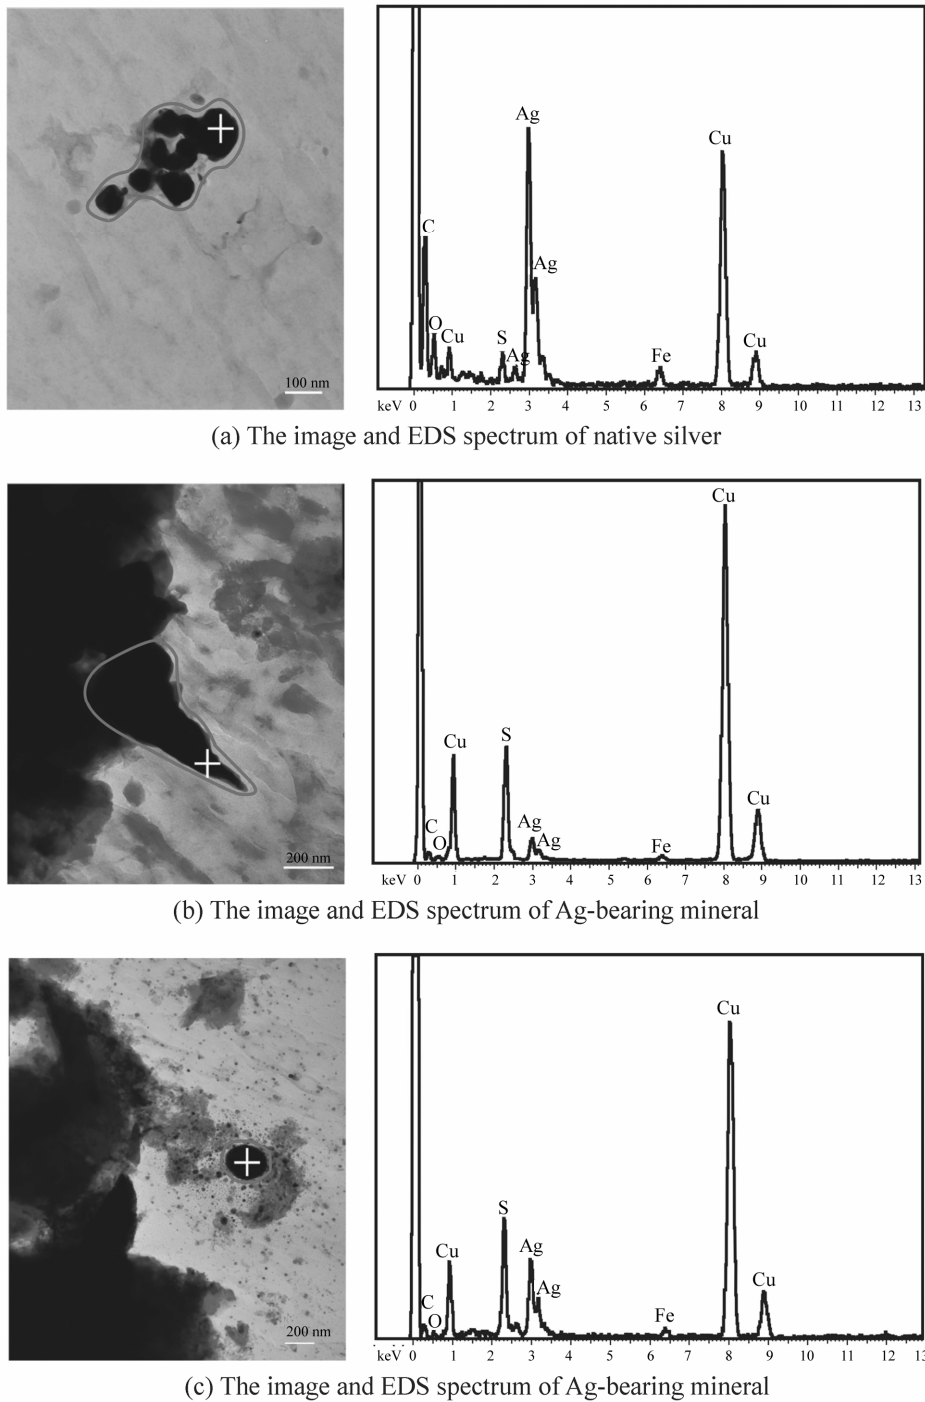 Ag
Cu
C
Ag
O
Cu
S
Ag
Fe
Cu
100 nm
keV 0 1 2 3 4 5 6 7 8 9 10 11 12 13
(a) The image and EDS spectrum of native silver
Cu
Cu
S
C
O
Ag
Ag
Fe
Cu
200 nm
keV 0 1 2 3 4 5 6 7 8 9 10 11 12 13
(b) The image and EDS spectrum of Ag-bearing mineral
Cu
S
Cu
Ag
Ag
C
O
Fe
Cu
200 nm
keV 0 1 2 3 4 5 6 7 8 9 10 11 12 13
(c) The image and EDS spectrum of Ag-bearing mineral